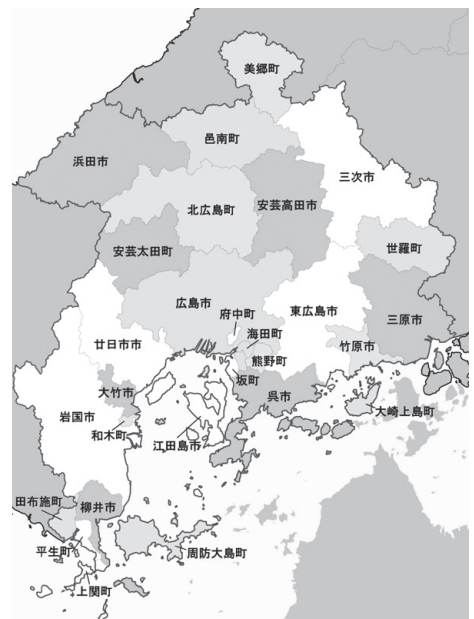 美郷町
邑南町
浜田市
三次市
北広島町
安芸高田市
世羅町
安芸太田町
広島市
府中町
東広島市
三原市
海田町
廿日市市
熊野町
竹原市
坂町
大竹市
呉市
大崎上島町
岩国市
和木町
江田島市
田布施町
柳井市
平生町
周防大島町
上関町